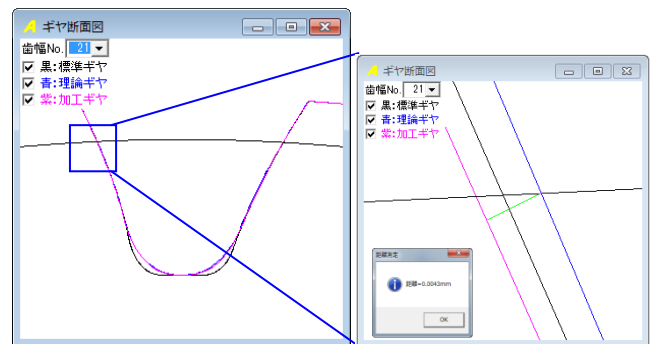 ギヤ断面図
歯幅No. 21
黒:標準ギヤ
青:理論ギヤ
紫:加工ギヤ
ギヤ断面図
歯幅No. 21
黒:標準ギヤ
青:理論ギヤ
紫:加工ギヤ
距離測定
距離=0.0043mm
OK